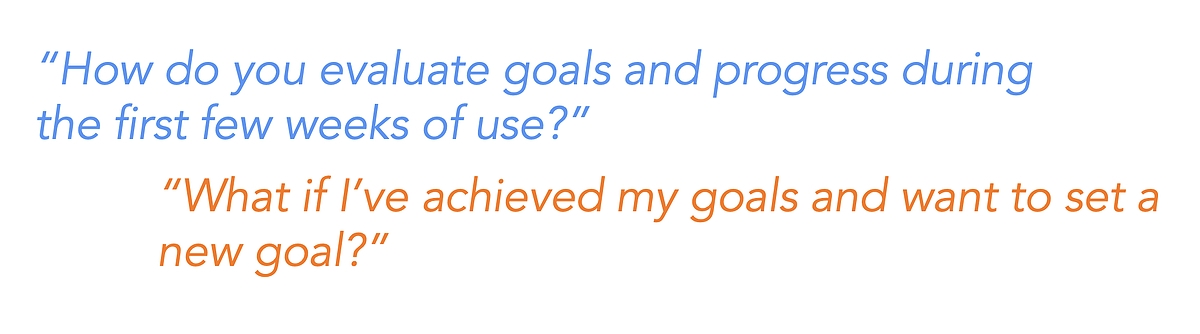 “How do you evaluate goals and progress during
the first few weeks of use?”
“What if I’ve achieved my goals and want to set a
new goal?”